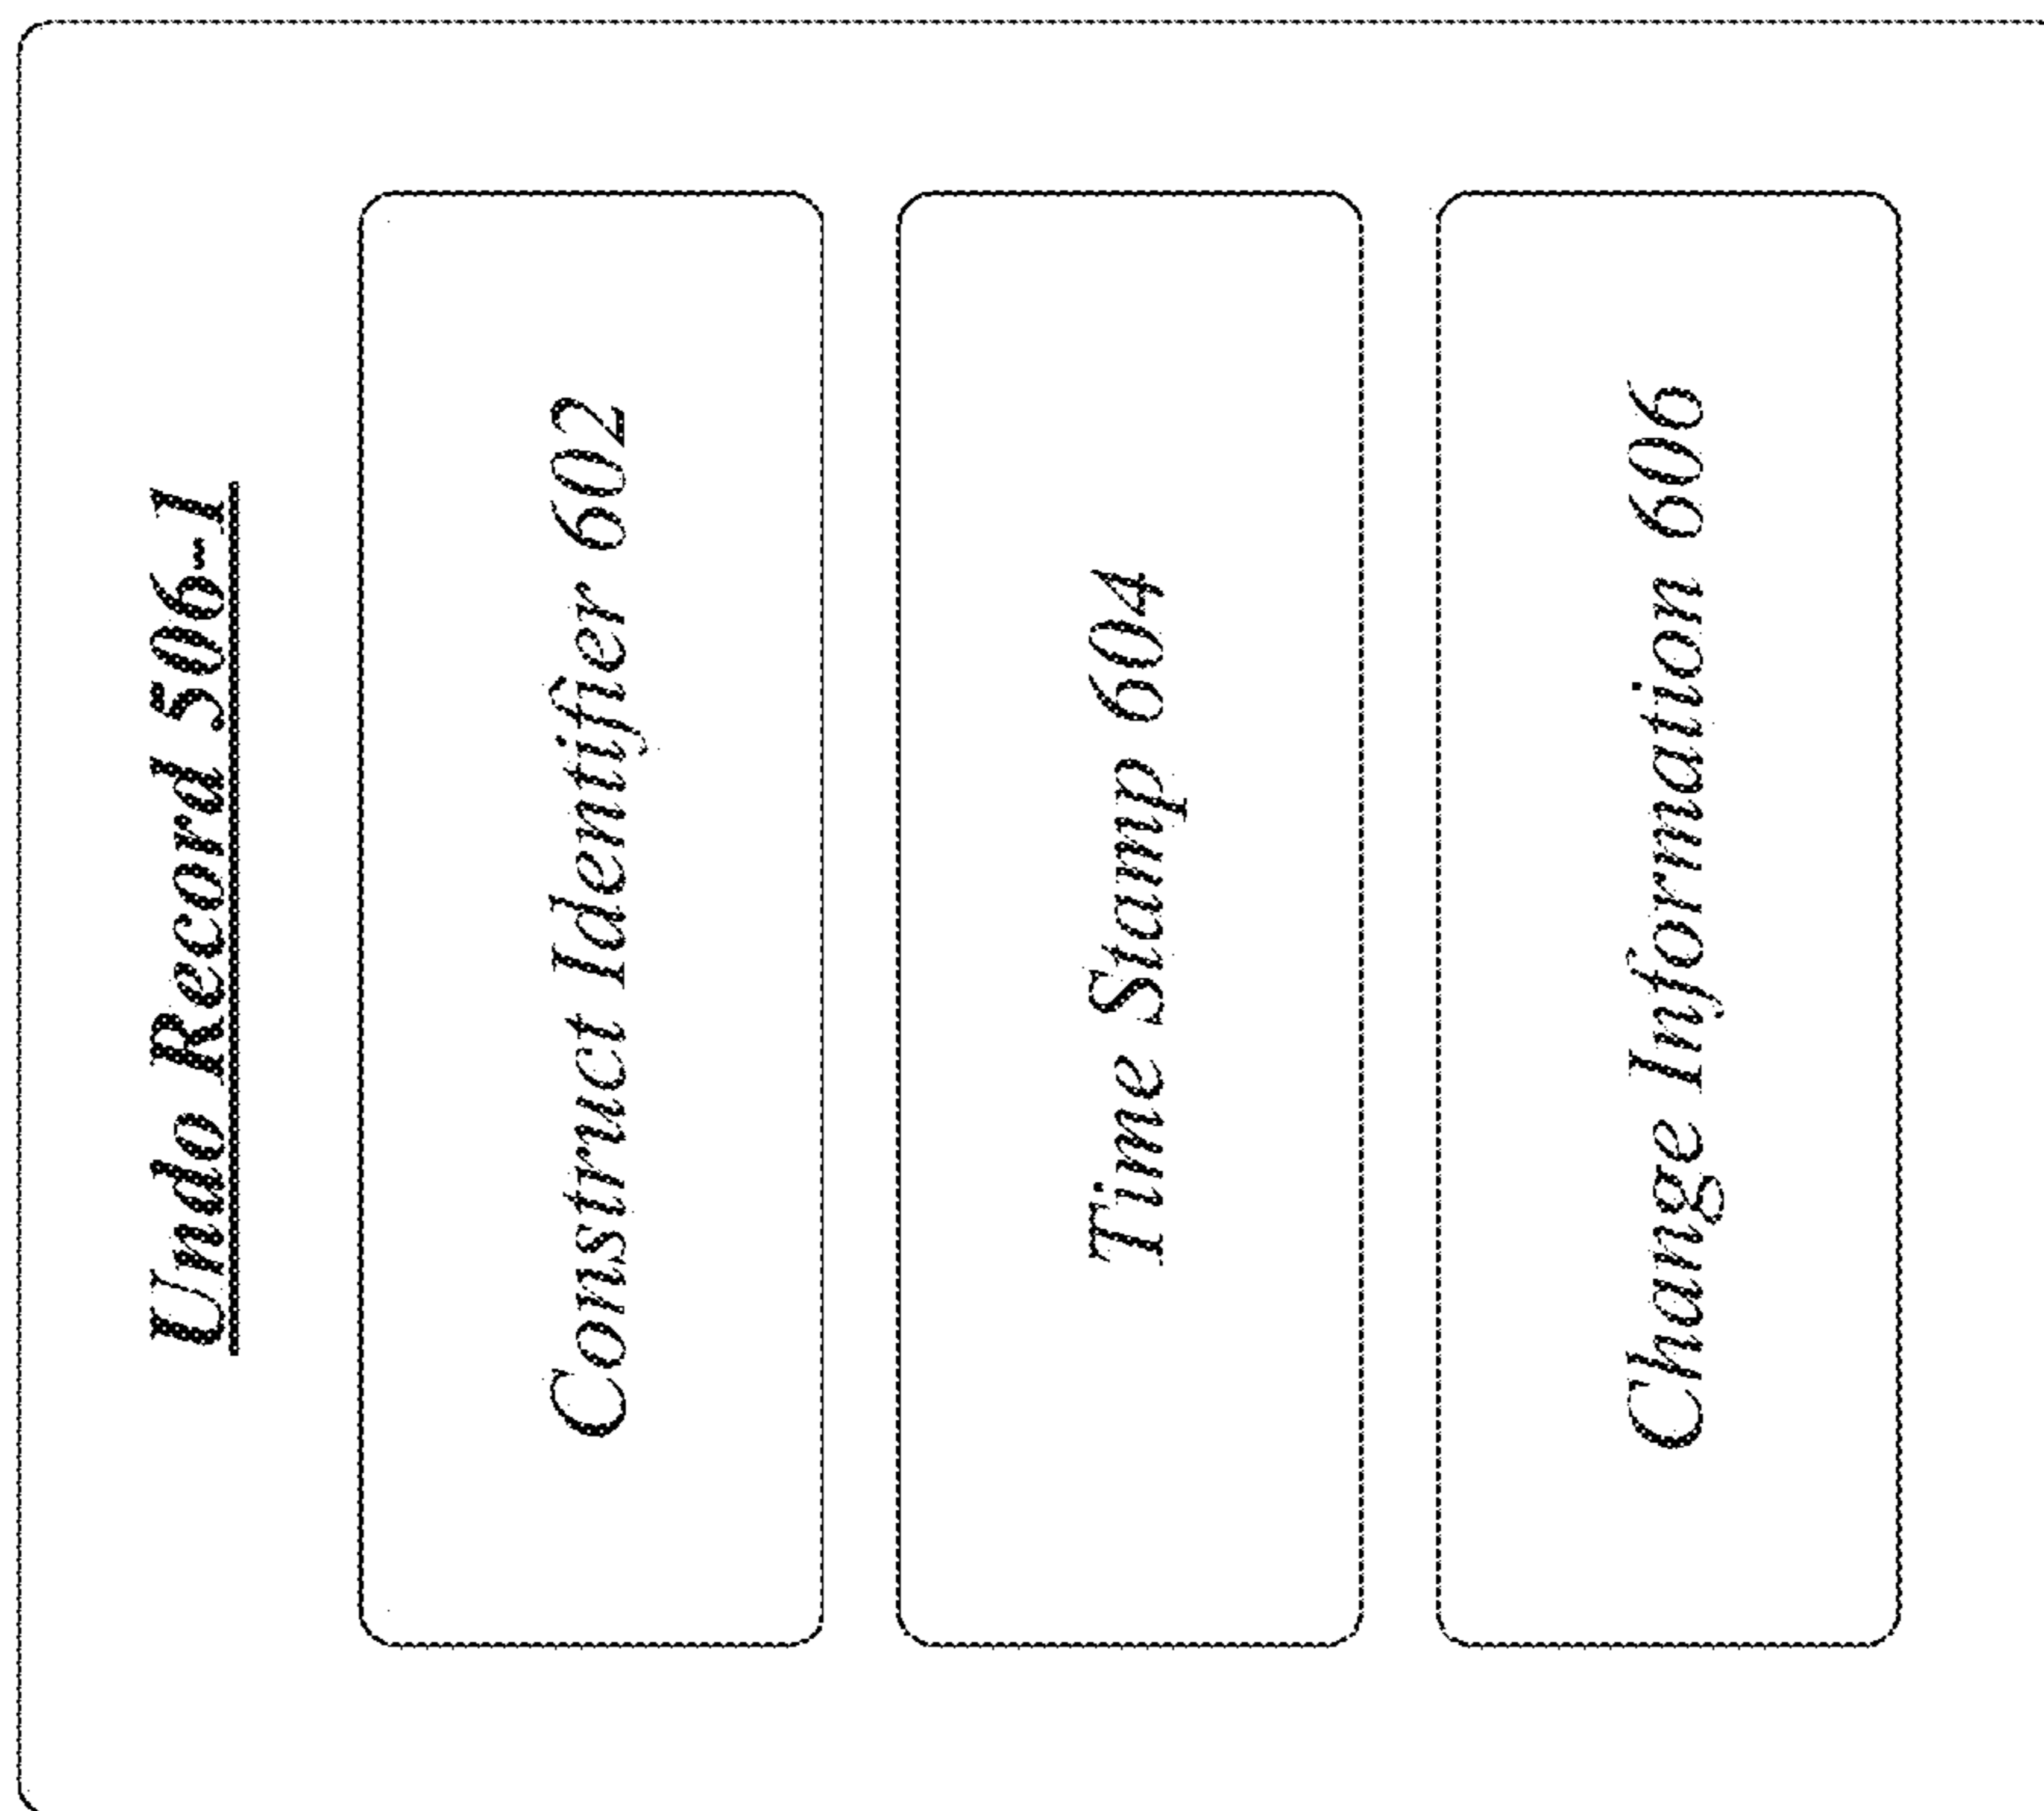 Undo Record 506-1
Construct Identifier 602
Time Stamp 604
Change Information 606